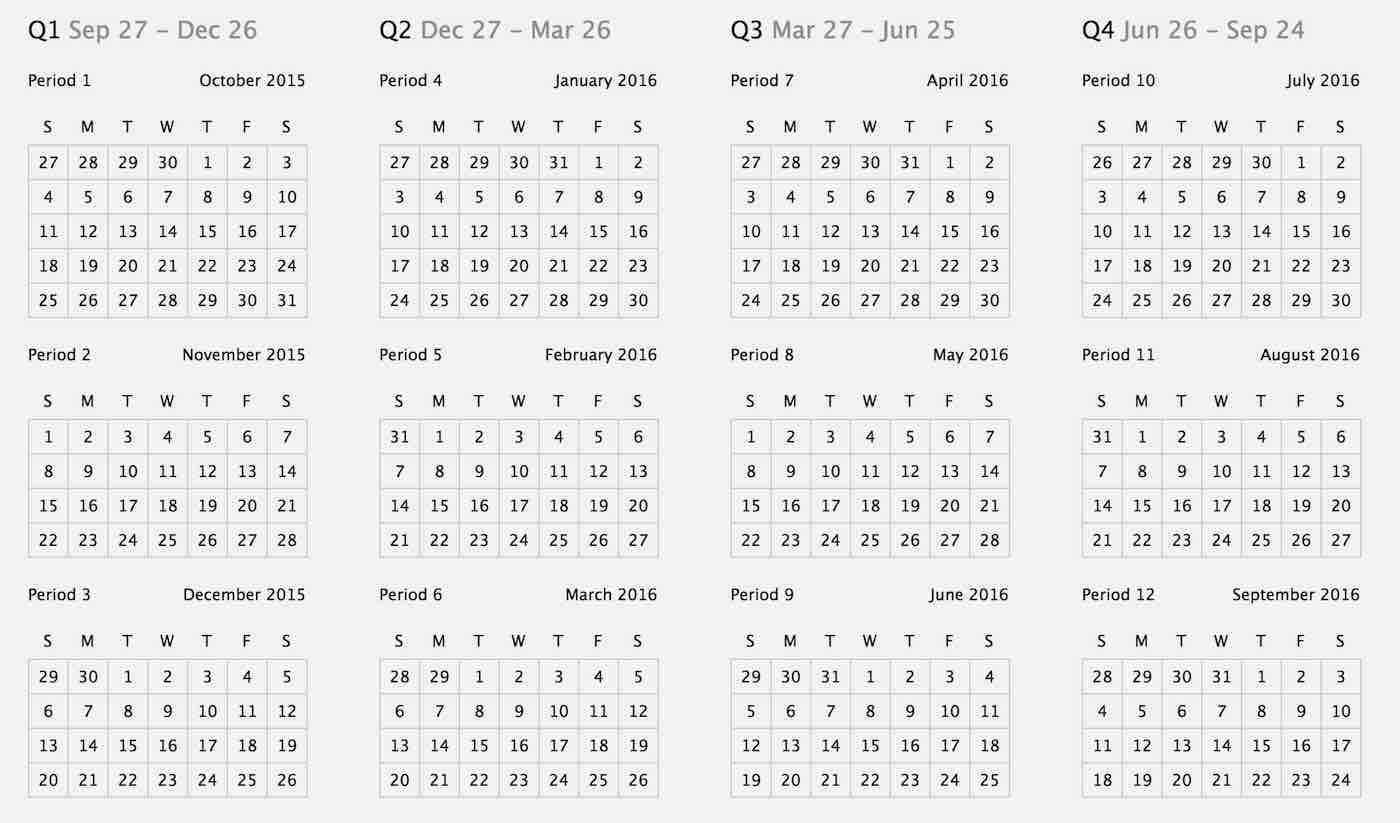 Q1 Sep 27 – Dec 26
Period 1 October 2015
S M T W T F S
27 28 29 30 1 2 3
4 5 6 7 8 9 10
11 12 13 14 15 16 17
18 19 20 21 22 23 24
25 26 27 28 29 30 31
Period 2 November 2015
S M T W T F S
1 2 3 4 5 6 7
8 9 10 11 12 13 14
15 16 17 18 19 20 21
22 23 24 25 26 27 28
Period 3 December 2015
S M T W T F S
29 30 1 2 3 4 5
6 7 8 9 10 11 12
13 14 15 16 17 18 19
20 21 22 23 24 25 26
Q2 Dec 27 – Mar 26
Period 4 January 2016
S M T W T F S
27 28 29 30 31 1 2
3 4 5 6 7 8 9
10 11 12 13 14 15 16
17 18 19 20 21 22 23
24 25 26 27 28 29 30
Period 5 February 2016
S M T W T F S
31 1 2 3 4 5 6
7 8 9 10 11 12 13
14 15 16 17 18 19 20
21 22 23 24 25 26 27
Period 6 March 2016
S M T W T F S
28 29 1 2 3 4 5
6 7 8 9 10 11 12
13 14 15 16 17 18 19
20 21 22 23 24 25 26
Q3 Mar 27 – Jun 25
Period 7 April 2016
S M T W T F S
27 28 29 30 31 1 2
3 4 5 6 7 8 9
10 11 12 13 14 15 16
17 18 19 20 21 22 23
24 25 26 27 28 29 30
Period 8 May 2016
S M T W T F S
1 2 3 4 5 6 7
8 9 10 11 12 13 14
15 16 17 18 19 20 21
22 23 24 25 26 27 28
Period 9 June 2016
S M T W T F S
29 30 31 1 2 3 4
5 6 7 8 9 10 11
12 13 14 15 16 17 18
19 20 21 22 23 24 25
Q4 Jun 26 – Sep 24
Period 10 July 2016
S M T W T F S
26 27 28 29 30 1 2
3 4 5 6 7 8 9
10 11 12 13 14 15 16
17 18 19 20 21 22 23
24 25 26 27 28 29 30
Period 11 August 2016
S M T W T F S
31 1 2 3 4 5 6
7 8 9 10 11 12 13
14 15 16 17 18 19 20
21 22 23 24 25 26 27
Period 12 September 2016
S M T W T F S
28 29 30 31 1 2 3
4 5 6 7 8 9 10
11 12 13 14 15 16 17
18 19 20 21 22 23 24